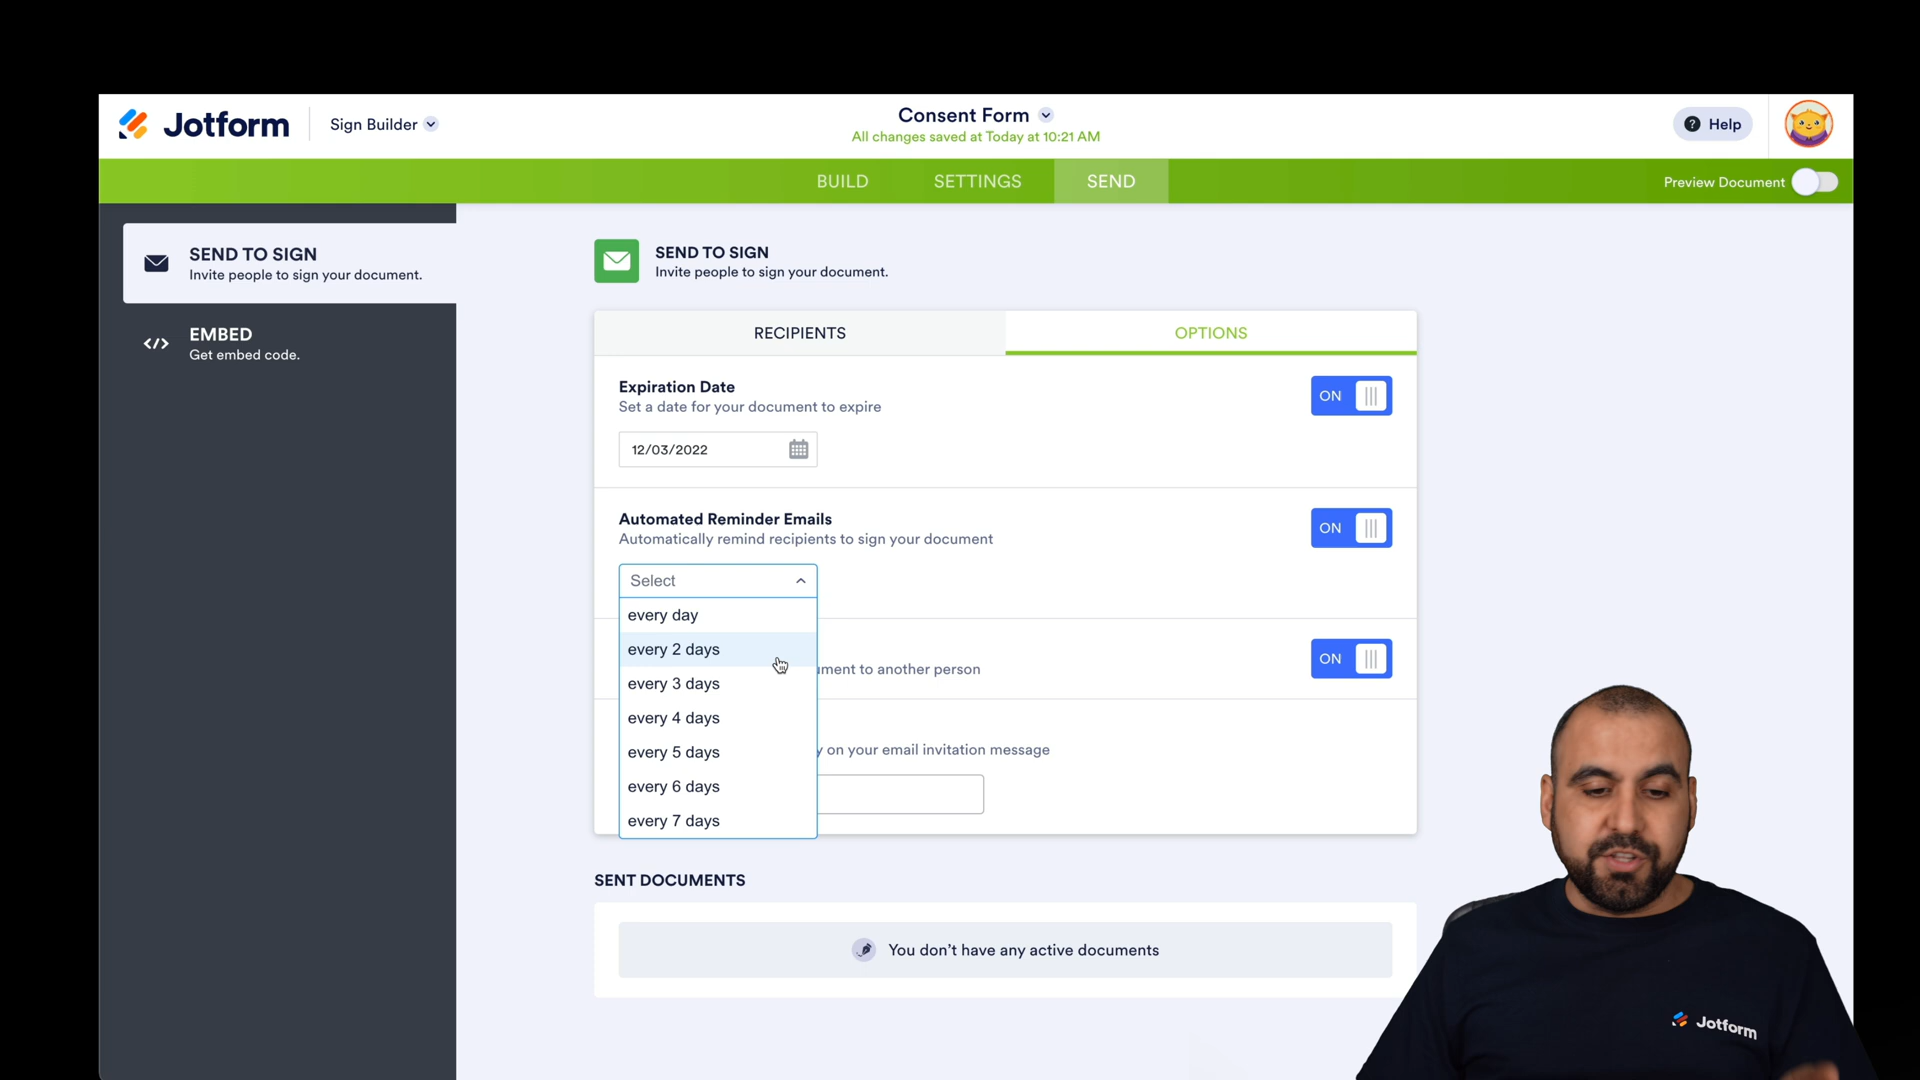 Jotform
Sign Builder
Consent Form
All changes saved at Today at 10:21 AM
Help
BUILD
SETTINGS
SEND
Preview Document
SEND TO SIGN
Invite people to sign your document.
EMBED
Get embed code.
SEND TO SIGN
Invite people to sign your document.
RECIPIENTS
OPTIONS
Expiration Date
Set a date for your document to expire
ON
12/03/2022
Automated Reminder Emails
Automatically remind recipients to sign your document
ON
Select
every day
every 2 days
every 3 days
every 4 days
every 5 days
every 6 days
every 7 days
ument to another person
ON
y on your email invitation message
SENT DOCUMENTS
You don't have any active documents
Jotform